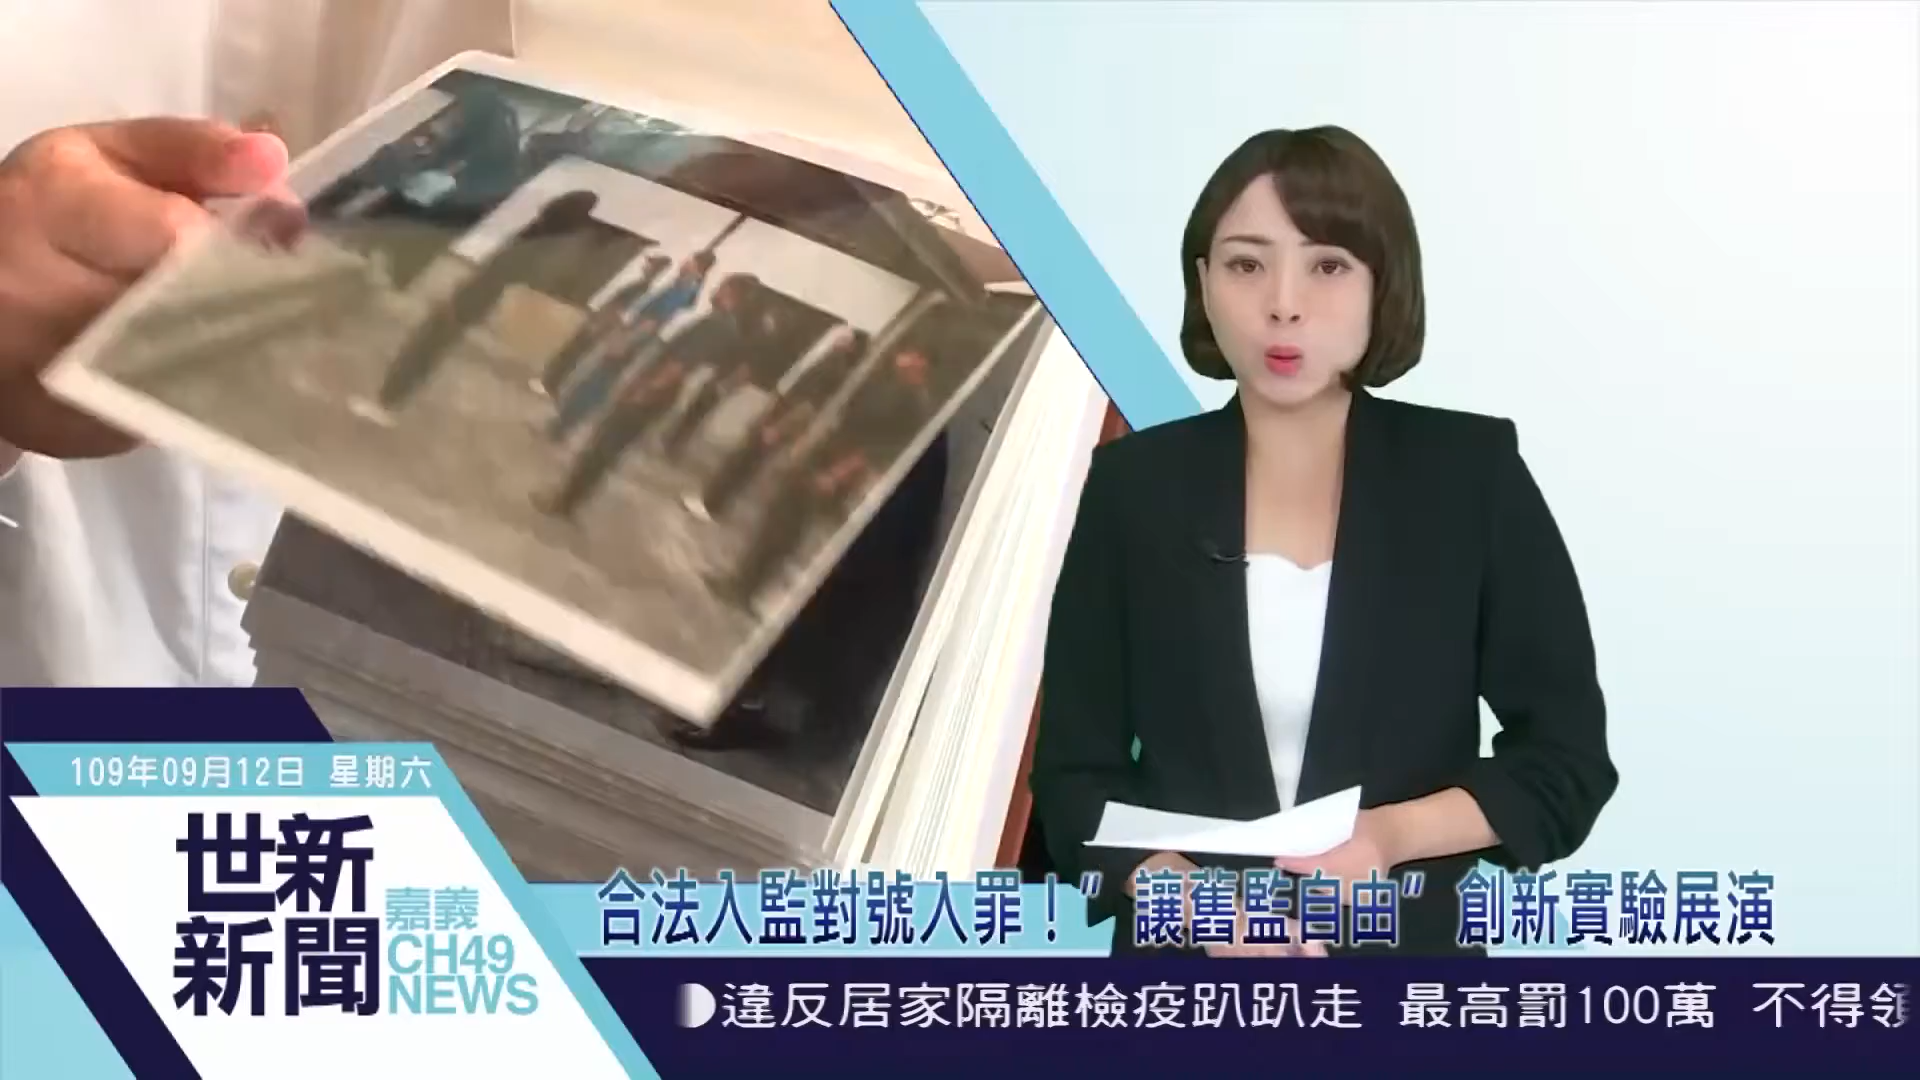 109年09月12日 星期六
世新
新聞
嘉義
CH49
NEWS
合法入監對號入罪！"讓舊監自由"創新實驗展演
違反居家隔離檢疫趴趴走 最高罰100萬 不得領